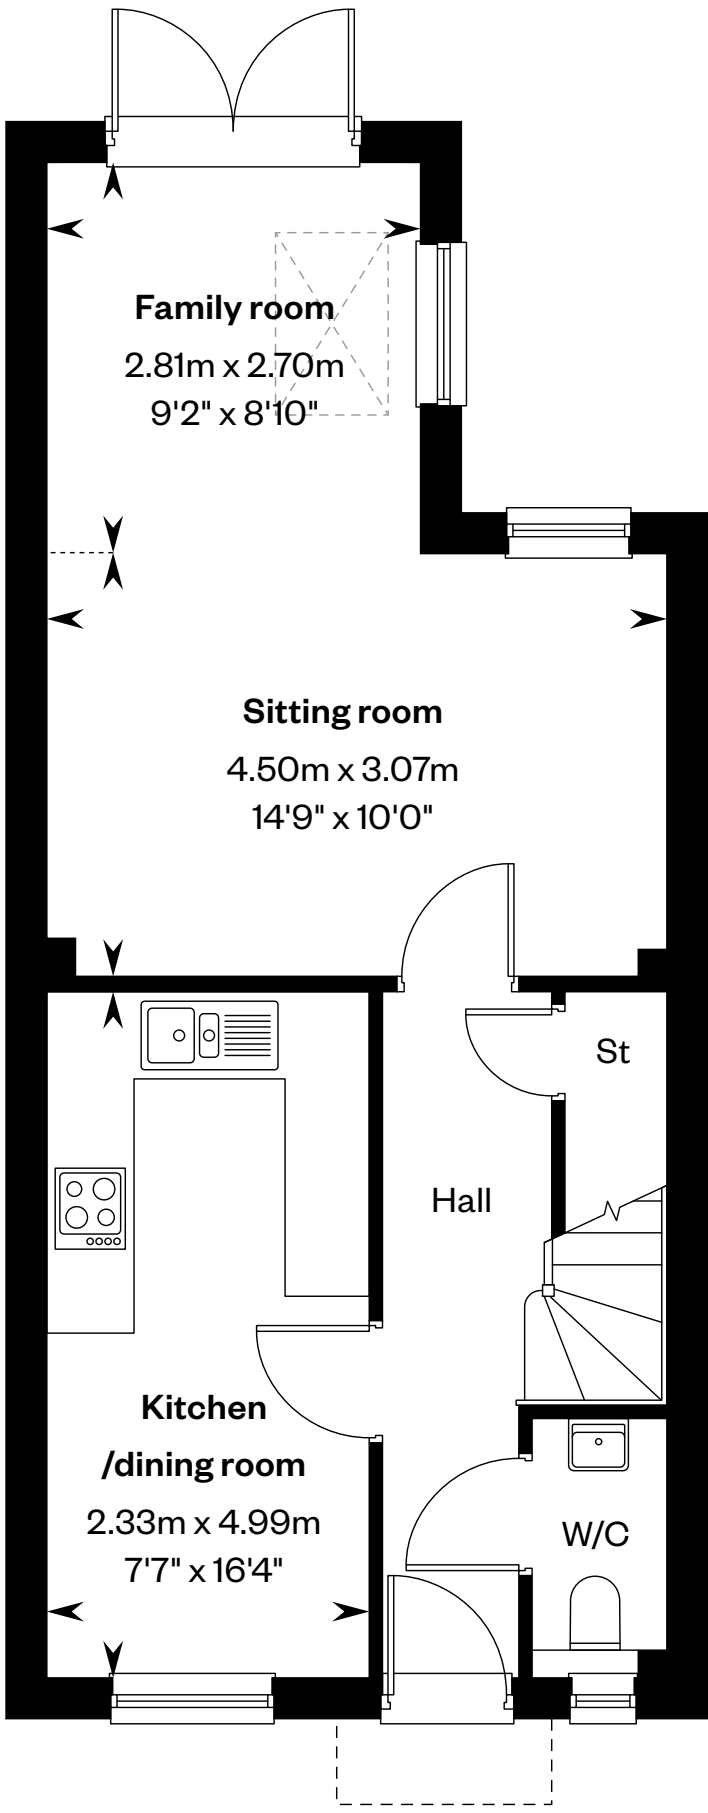 Family room
2.81m x 2.70m
9'2" x 8'10"
Sitting room
4.50m x 3.07m
14'9" x 10'0"
St
Hall
Kitchen
/dining room
2.33m x 4.99m
7'7" x 16'4"
W/C